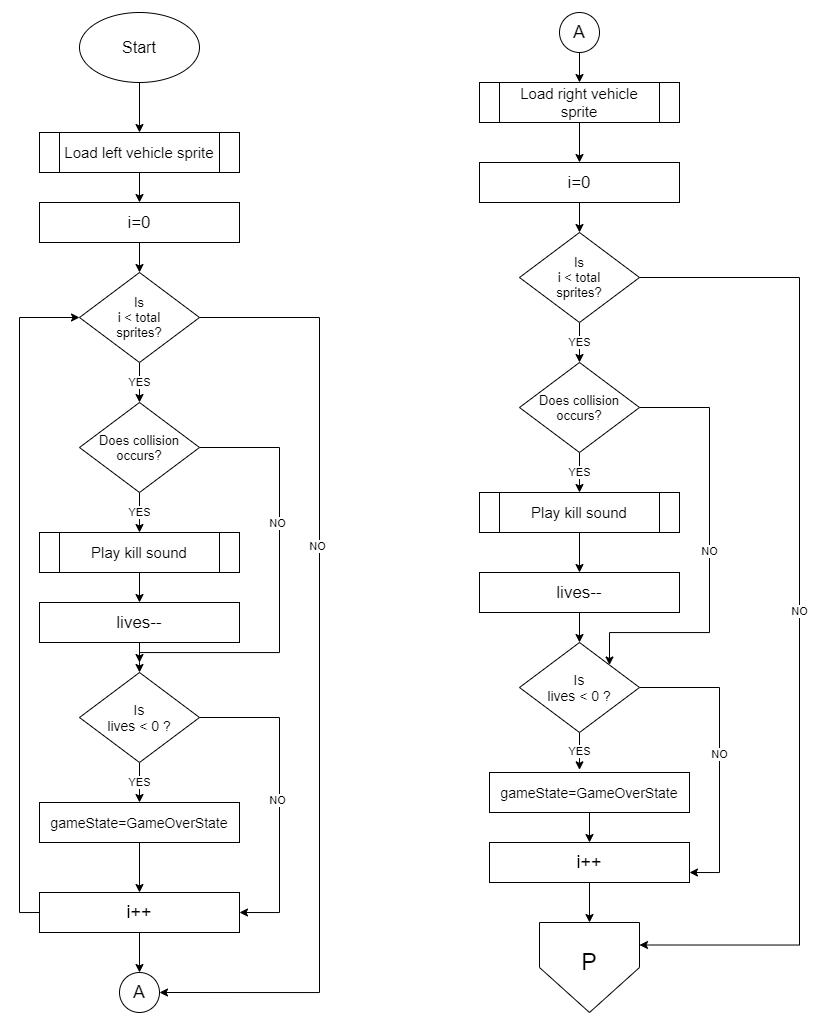 Start
Load left vehicle sprite
i=0
Is
i < total
sprites?
YES
Does collision
occurs?
YES
NO
NO
Play kill sound
lives--
Is
lives < 0 ?
YES
NO
gameState=GameOverState
i++
A
A
Load right vehicle
sprite
i=0
Is
i < total
sprites?
YES
Does collision
occurs?
YES
Play kill sound
NO
lives--
NO
Is
lives < 0 ?
YES
NO
gameState=GameOverState
i++
P